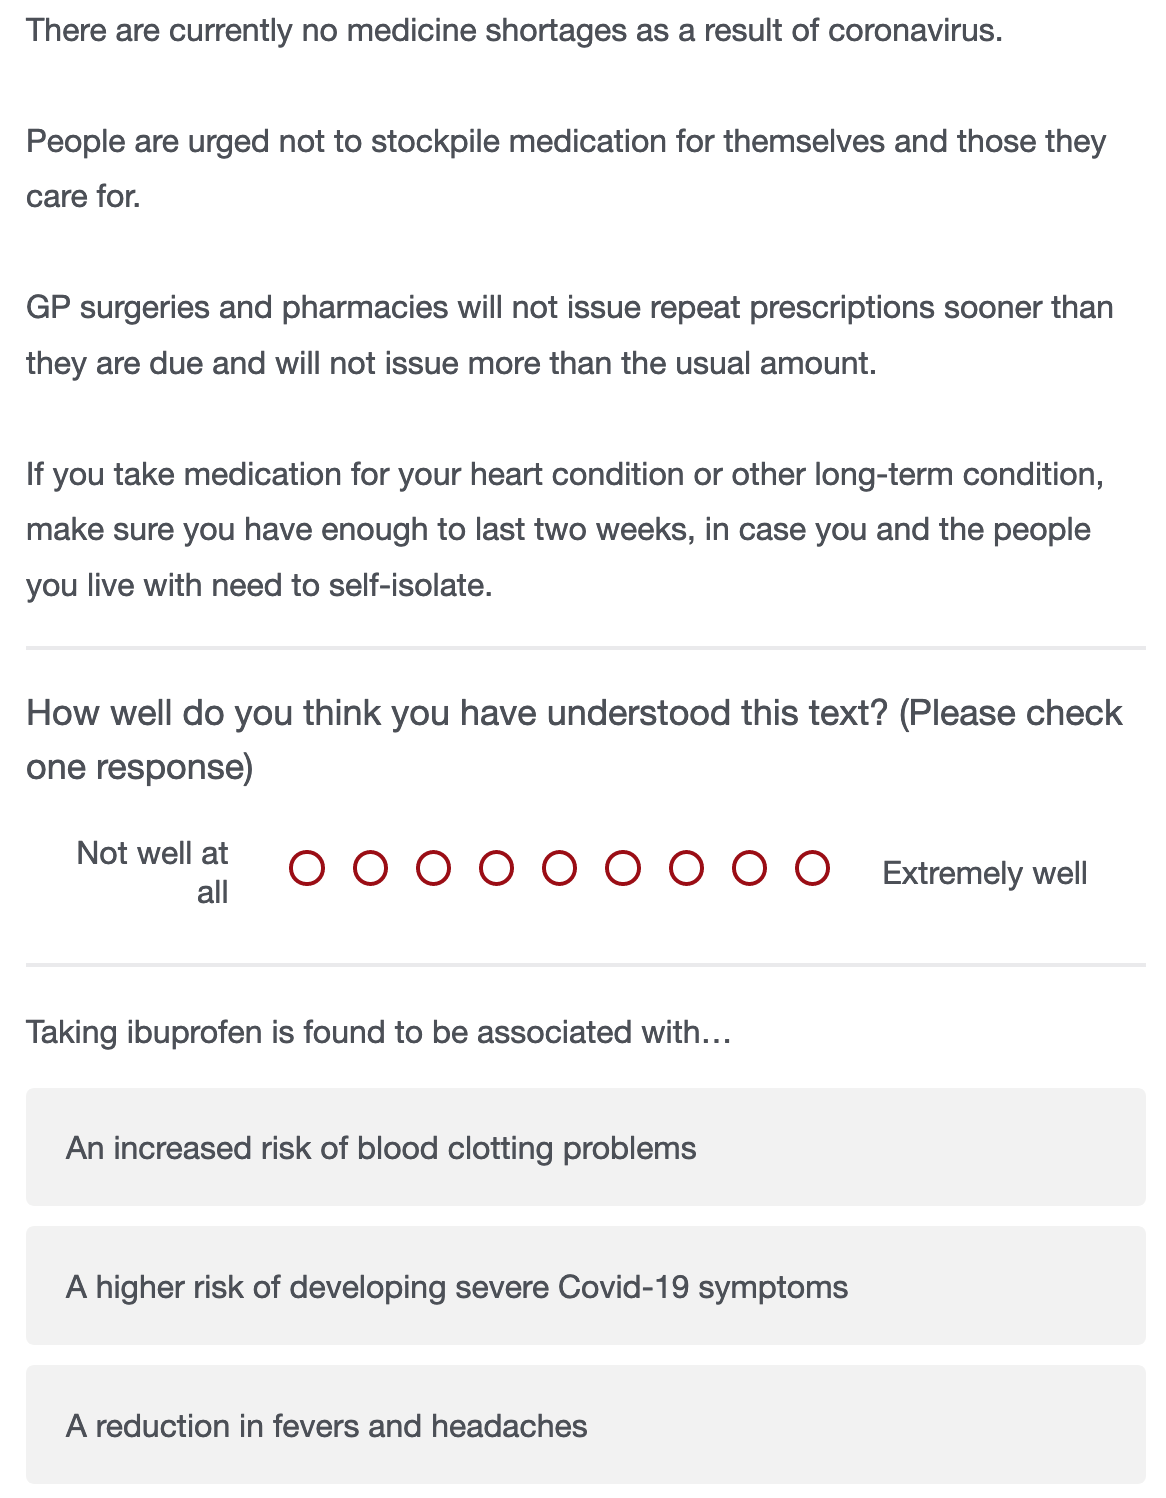 There are currently no medicine shortages as a result of coronavirus.
People are urged not to stockpile medication for themselves and those they
care for.
GP surgeries and pharmacies will not issue repeat prescriptions sooner than
they are due and will not issue more than the usual amount.
If you take medication for your heart condition or other long-term condition,
make sure you have enough to last two weeks, in case you and the people
you live with need to self-isolate.
How well do you think you have understood this text? (Please check
one response)
Not well at
all
Extremely well
Taking ibuprofen is found to be associated with…
An increased risk of blood clotting problems
A higher risk of developing severe Covid-19 symptoms
A reduction in fevers and headaches